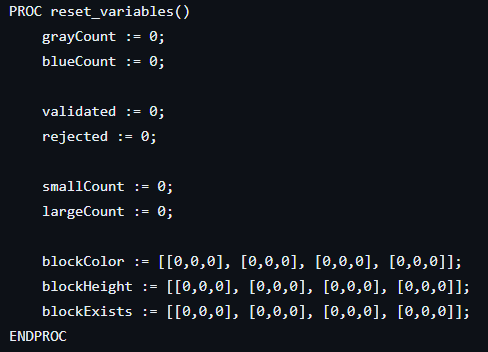 PROC reset_variables()
    grayCount := 0;
    blueCount := 0;

    validated := 0;
    rejected := 0;

    smallCount := 0;
    largeCount := 0;

    blockColor := [[0,0,0], [0,0,0], [0,0,0], [0,0,0]];
    blockHeight := [[0,0,0], [0,0,0], [0,0,0], [0,0,0]];
    blockExists := [[0,0,0], [0,0,0], [0,0,0], [0,0,0]];
ENDPROC